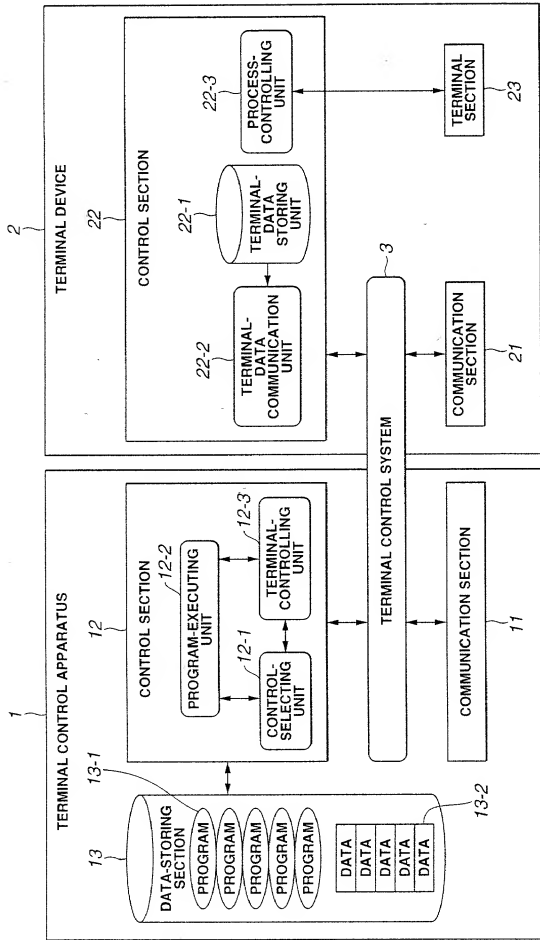 1
TERMINAL CONTROL APPARATUS
13
DATA-STORING
SECTION
13-1
PROGRAM
PROGRAM
PROGRAM
PROGRAM
PROGRAM
DATA
DATA
DATA
DATA
DATA
13-2
12
CONTROL SECTION
12-2
PROGRAM-EXECUTING
UNIT
12-1
CONTROL-
SELECTING
UNIT
12-3
TERMINAL-
CONTROLLING
UNIT
TERMINAL CONTROL SYSTEM
3
COMMUNICATION SECTION
11
2
TERMINAL DEVICE
22
CONTROL SECTION
22-2
TERMINAL-
DATA
COMMUNICATION
UNIT
22-1
TERMINAL-
DATA
STORING
UNIT
22-3
PROCESS-
CONTROLLING
UNIT
COMMUNICATION
SECTION
21
TERMINAL
SECTION
23